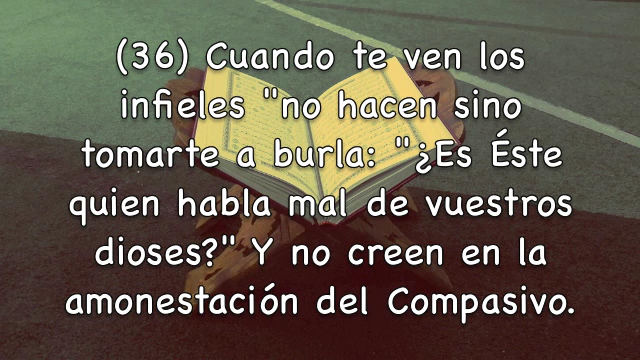 (36) Cuando te ven los
infieles "no hacen sino
tomarte a burla: "¿Es Éste
quien habla mal de vuestros
dioses?" Y no creen en la
amonestación del Compasivo.